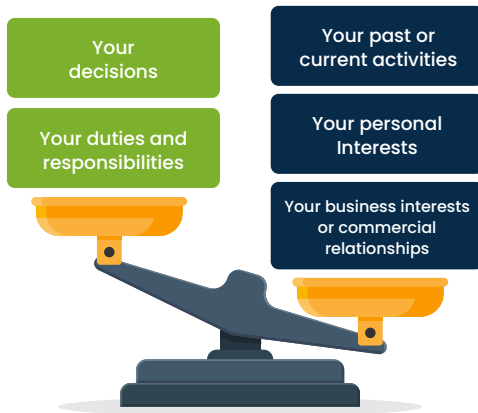 Your
decisions
Your duties and
responsibilities
Your past or
current activities
Your personal
Interests
Your business interests
or commercial
relationships